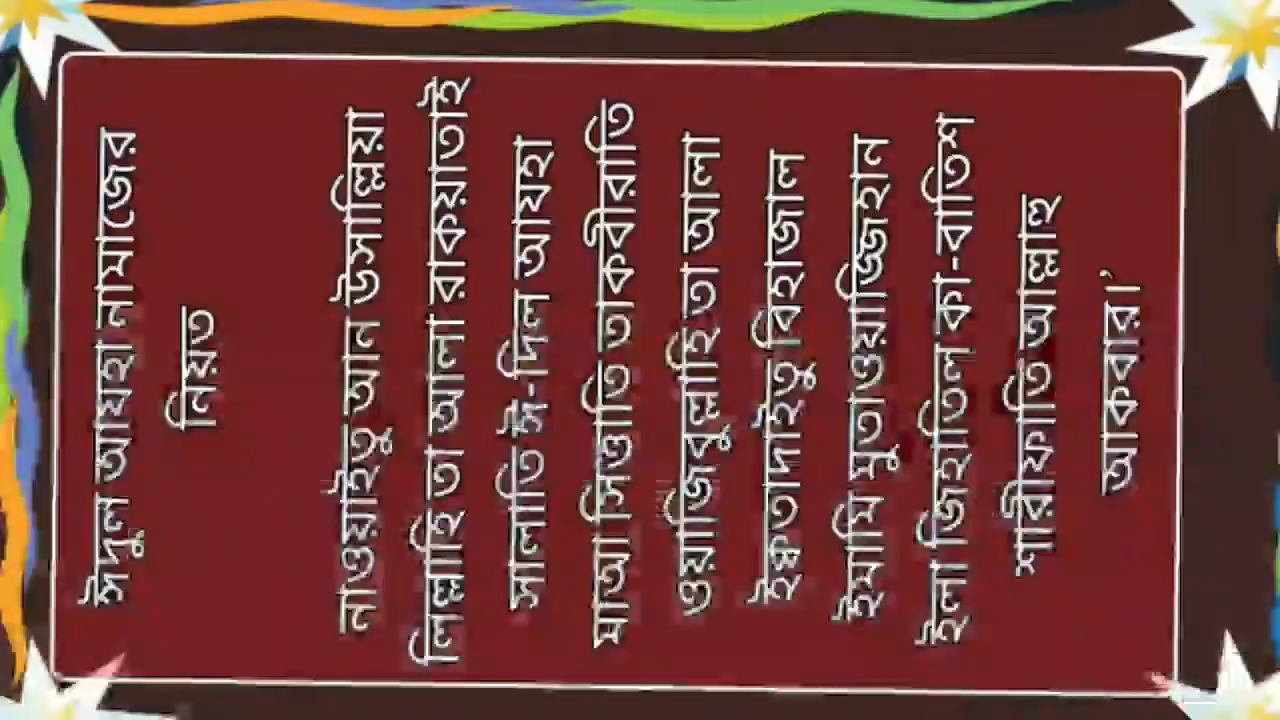 ঈদুল আযহা নামাজের
নিয়ত
নাওয়াইতু আন উসাল্লিয়া
লিল্লাহি তা আলা রাকয়াতাই
সালাতি ঈ-দিল আযহা
মাআ সিত্তাতি তাকবীরাতি
ওয়াজিবুল্লাহি তা আলা
ইক্বতাদাইতু বিহাজাল
ইমামি মুতাওয়াজ্জিহান
ইলা জিহাতিল কা-বাতিশ
শারীফাতি আল্লাহু
আকবার।’